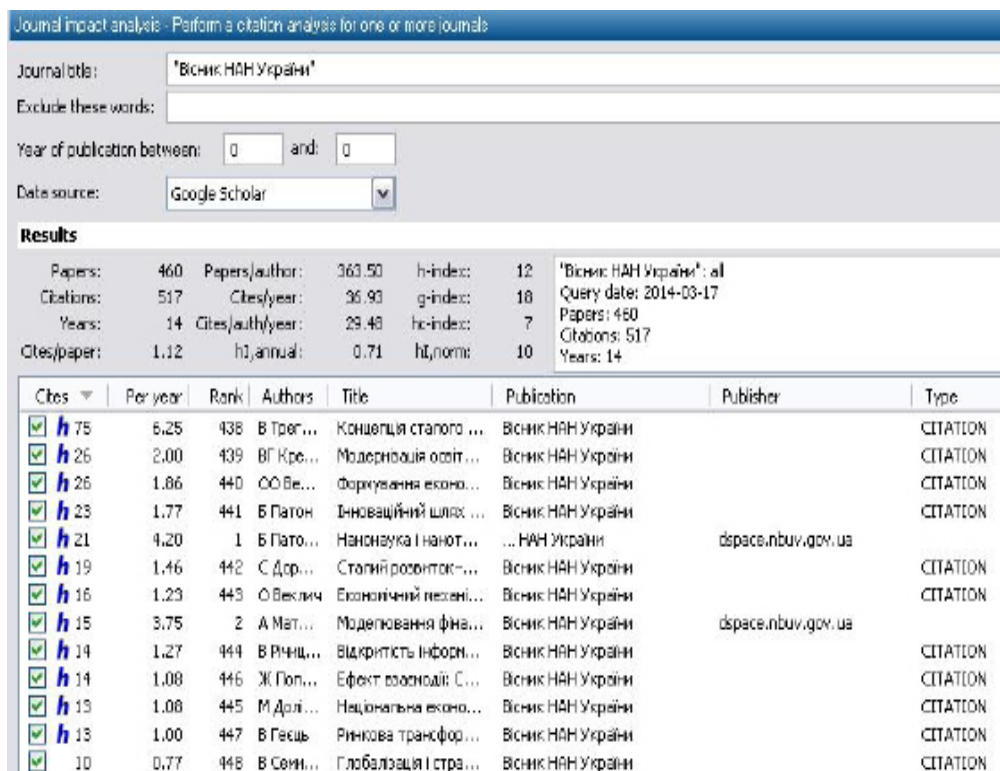 Journal impact analysis - Perform a citation analysis for one or more journals
Journal title: "Вісник НАН України"
Exclude these words:
Year of publication between: 0 and: 0
Data source: Google Scholar
Results
Papers: 460 Papers/author: 363.50 h-index: 12
Citations: 517 Cites/year: 36.93 g-index: 18
Years: 14 Cites/auth/year: 29.48 hc-index: 7
Cites/paper: 1.12 hI,annual: 0.71 hI,norm: 10
"Вісник НАН України": all
Query date: 2014-03-17
Papers: 460
Citations: 517
Years: 14
Cites Per year Rank Authors Title Publication Publisher Type
h 75 6.25 438 В Трег... Концепція сталого ... Вісник НАН України CITATION
h 26 2.00 439 ВГ Кре... Модернізація освіт... Вісник НАН України CITATION
h 26 1.86 440 ОО Ве... Формування еконо... Вісник НАН України CITATION
h 23 1.77 441 Б Патон Інноваційний шлях ... Вісник НАН України CITATION
h 21 4.20 1 Б Пато... Нанонаука і нанот... ... НАН України dspace.nbuv.gov.ua
h 19 1.46 442 С Дор... Сталий розвиток–... Вісник НАН України CITATION
h 16 1.23 443 О Веклич Економічний механі... Вісник НАН України CITATION
h 15 3.75 2 А Мат... Моделювання фіна... Вісник НАН України dspace.nbuv.gov.ua
h 14 1.27 444 В Річиц... Відкритість інформ... Вісник НАН України CITATION
h 14 1.08 446 Ж Поп... Ефект взаємодії: С... Вісник НАН України CITATION
h 13 1.08 445 М Долі... Національна еконо... Вісник НАН України CITATION
h 13 1.00 447 В Геєць Ринкова трансфор... Вісник НАН України CITATION
10 0.77 448 В Семи... Глобалізація і стра... Вісник НАН України CITATION